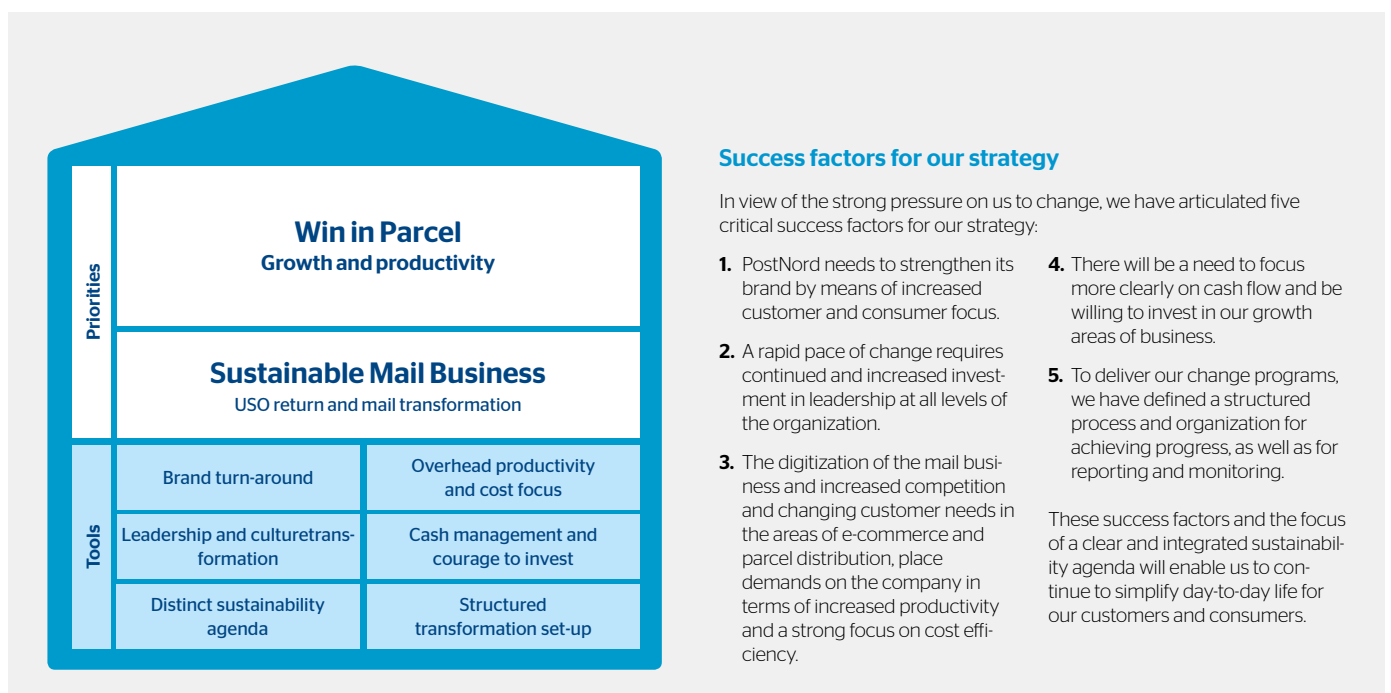 Priorities
Win in Parcel
Growth and productivity
Sustainable Mail Business
USO return and mail transformation
Tools
Brand turn-around
Overhead productivity
and cost focus
Leadership and culturetrans-
formation
Cash management and
courage to invest
Distinct sustainability
agenda
Structured
transformation set-up
Success factors for our strategy
In view of the strong pressure on us to change, we have articulated five
critical success factors for our strategy:
1. PostNord needs to strengthen its
brand by means of increased
customer and consumer focus.
2. A rapid pace of change requires
continued and increased invest-
ment in leadership at all levels of
the organization.
3. The digitization of the mail busi-
ness and increased competition
and changing customer needs in
the areas of e-commerce and
parcel distribution, place
demands on the company in
terms of increased productivity
and a strong focus on cost effi-
ciency.
4. There will be a need to focus
more clearly on cash flow and be
willing to invest in our growth
areas of business.
5. To deliver our change programs,
we have defined a structured
process and organization for
achieving progress, as well as for
reporting and monitoring.
These success factors and the focus
of a clear and integrated sustainabil-
ity agenda will enable us to con-
tinue to simplify day-to-day life for
our customers and consumers.